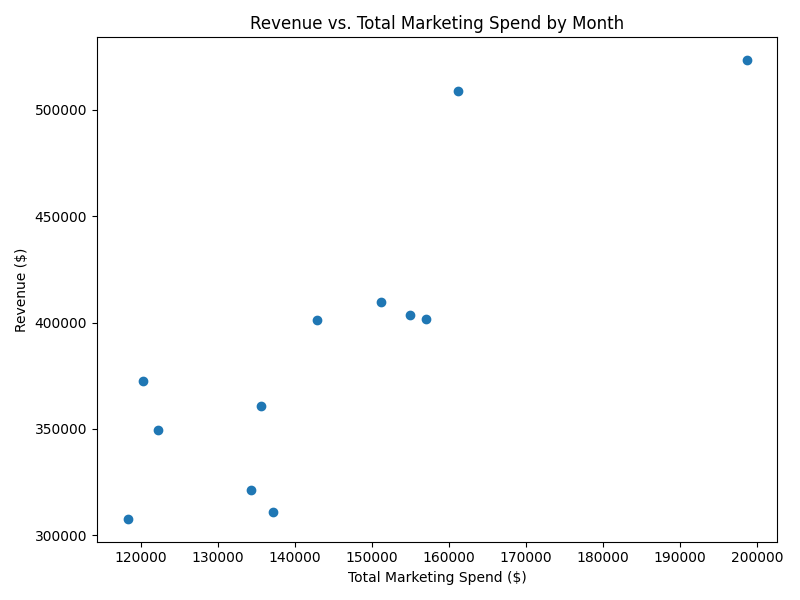 Revenue vs. Total Marketing Spend by Month
500000
450000
400000
350000
300000
Revenue ($)
120000 130000 140000 150000 160000 170000 180000 190000 200000
Total Marketing Spend ($)